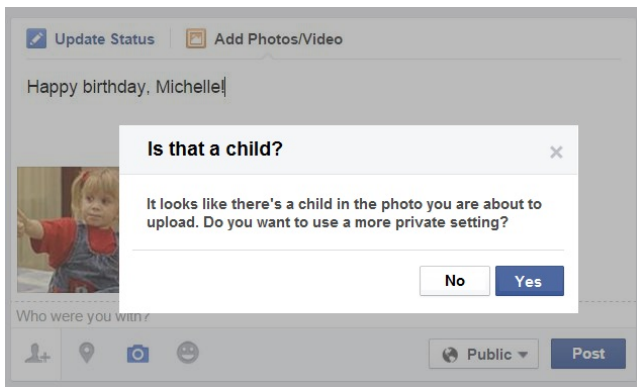 Update Status Add Photos/Video
Happy birthday, Michelle!
Is that a child?
It looks like there's a child in the photo you are about to
upload. Do you want to use a more private setting?
No Yes
Who were you with?
Public Post